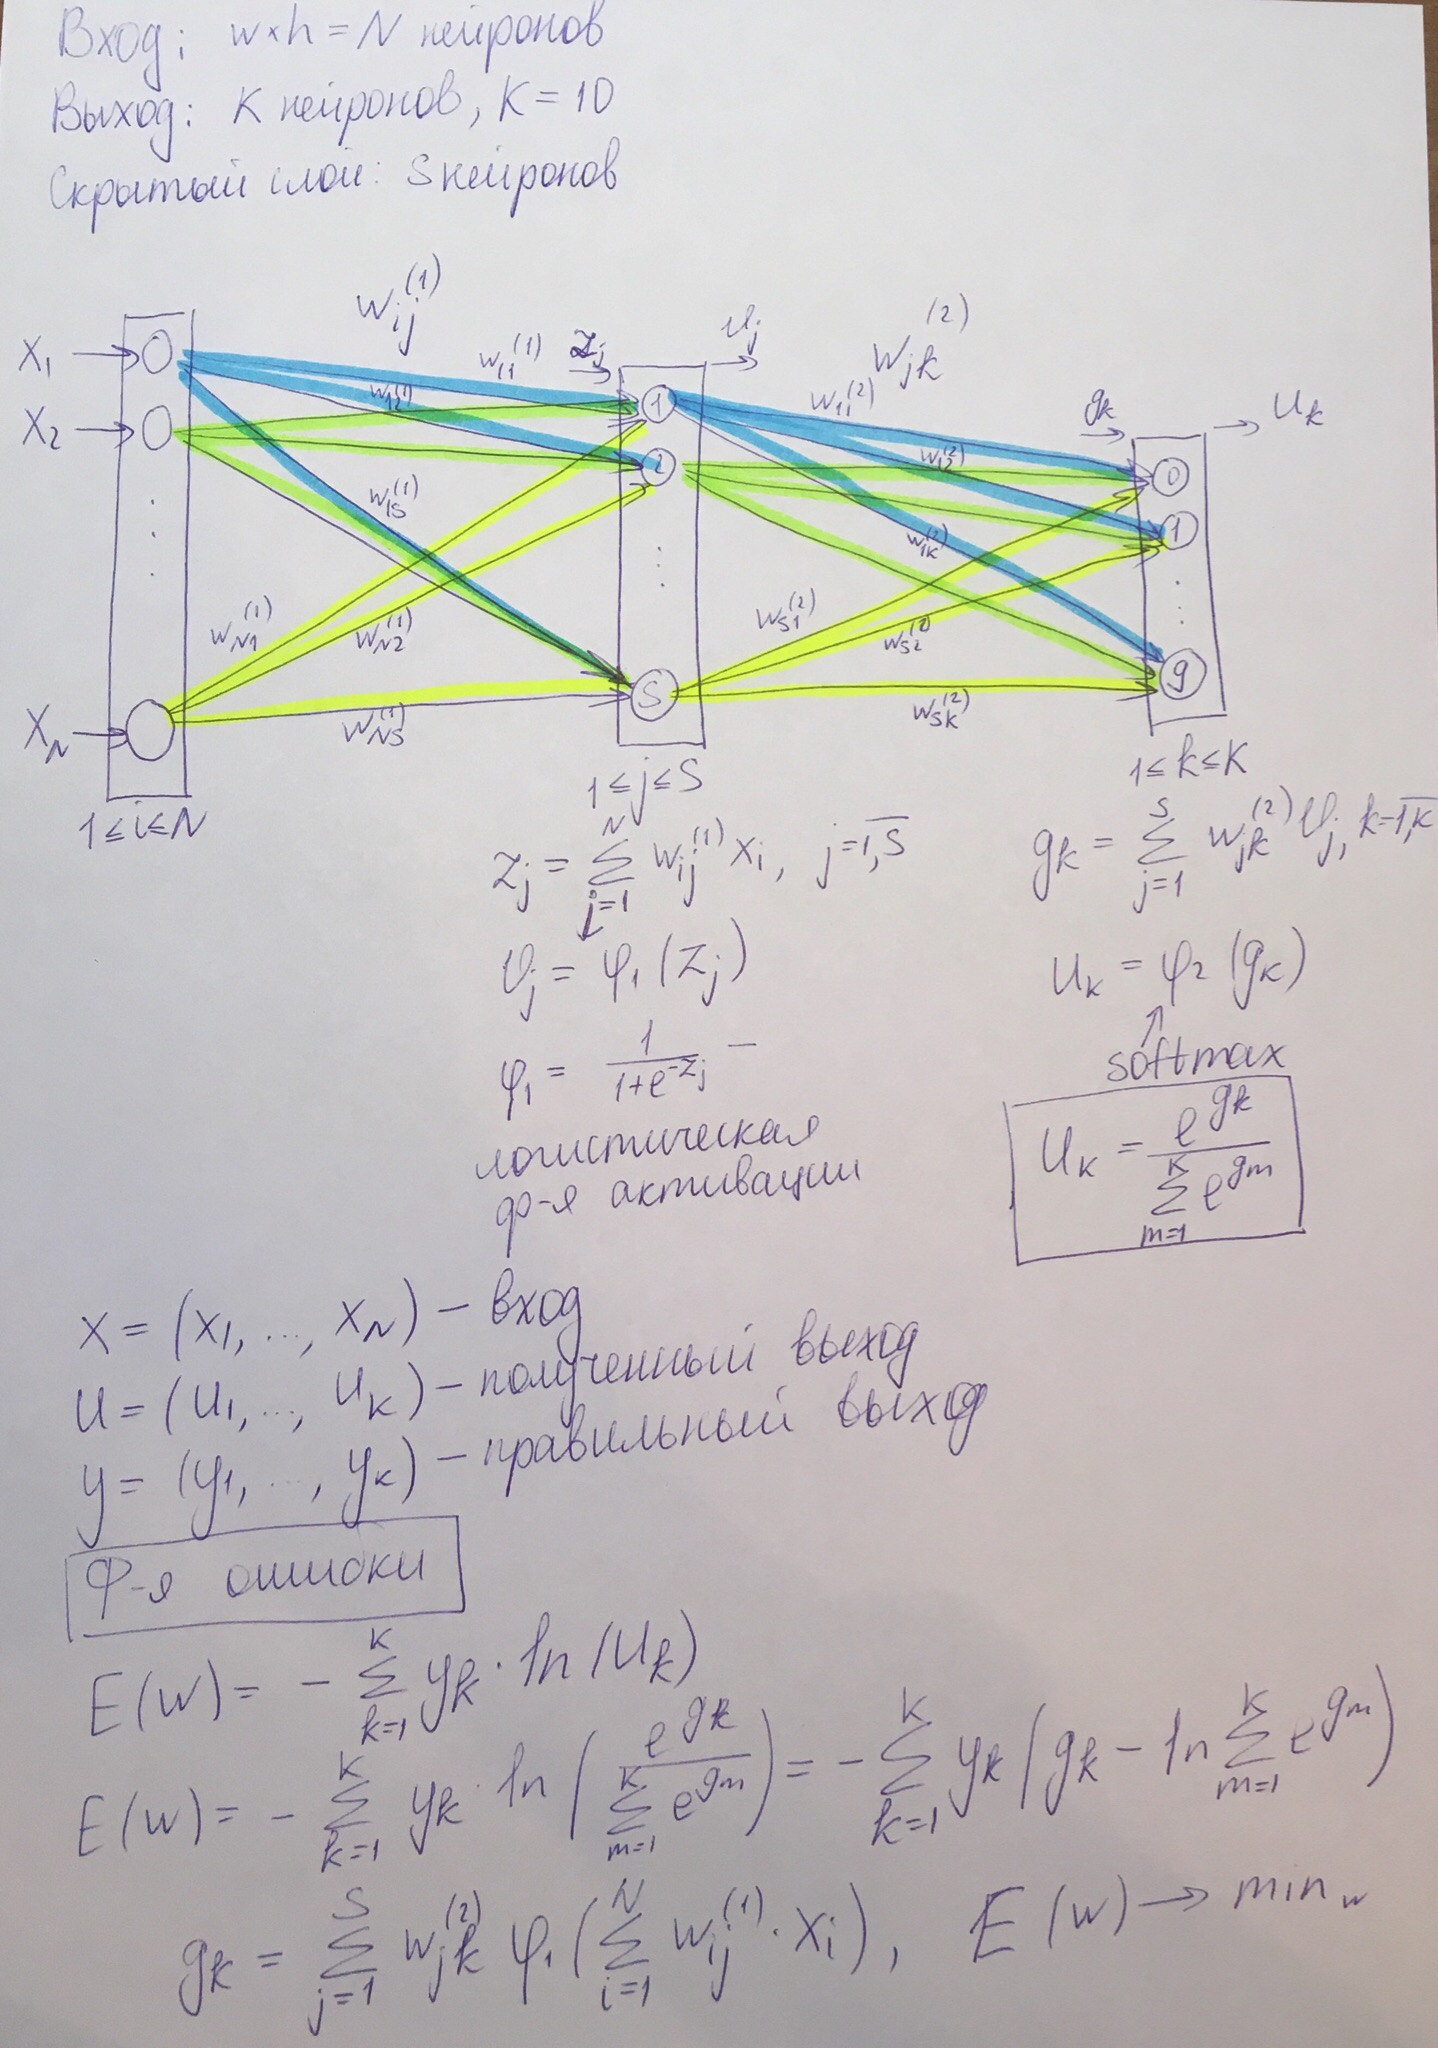 Вход: w×h = N нейронов
Выход: K нейронов, K = 10
Скрытый слой: S нейронов
w_ij^(1)
w_11^(1)
z_j
v_j
w_jk^(2)
w_11^(2)
g_k
u_k
x_1
w_12^(1)
1
x_2
2
w_12^(2)
0
w_1S^(1)
w_1K^(2)
1
w_N1^(1)
w_N2^(1)
w_S1^(2)
w_S2^(2)
S
9
x_N
w_NS^(1)
w_SK^(2)
1 ≤ i ≤ N
1 ≤ j ≤ S
1 ≤ k ≤ K
z_j = Σ_{j=1}^{N} w_ij^(1) x_i, j = 1,S
g_k = Σ_{j=1}^{S} w_jk^(2) v_j, k = 1,K
v_j = φ_1 (z_j)
u_k = φ_2 (g_k)
softmax
φ_1 = 1/(1+e^{-z_j}) –
логистическая
ф-я активации
u_k = e^{g_k} / Σ_{m=1}^{K} e^{g_m}
x = (x_1, ..., x_N) – вход
u = (u_1, ..., u_K) – полученный выход
y = (y_1, ..., y_K) – правильный выход
Ф-я ошибки
E(w) = - Σ_{k=1}^{K} y_k · ln(u_k)
E(w) = - Σ_{k=1}^{K} y_k · ln(e^{g_k} / Σ_{m=1}^{K} e^{g_m}) = - Σ_{k=1}^{K} y_k (g_k - ln Σ_{m=1}^{K} e^{g_m})
g_k = Σ_{j=1}^{S} w_jk^(2) φ_1 (Σ_{i=1}^{N} w_ij^(1) · x_i), E(w) → min_w